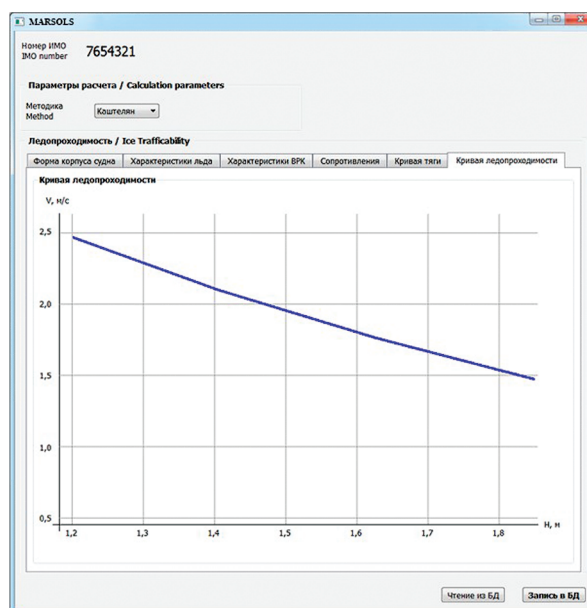 MARSOLS
Номер ИМО
IMO number
7654321
Параметры расчета / Calculation parameters
Методика
Method
Каштелян
Ледопроходимость / Ice Trafficability
Форма корпуса судна
Характеристики льда
Характеристики ВРК
Сопротивления
Кривая тяги
Кривая ледопроходимости
Кривая ледопроходимости
V, м/с
2,5
2,0
1,5
1,0
0,5
1,2
1,3
1,4
1,5
1,6
1,7
1,8
H, м
Чтение из БД
Запись в БД